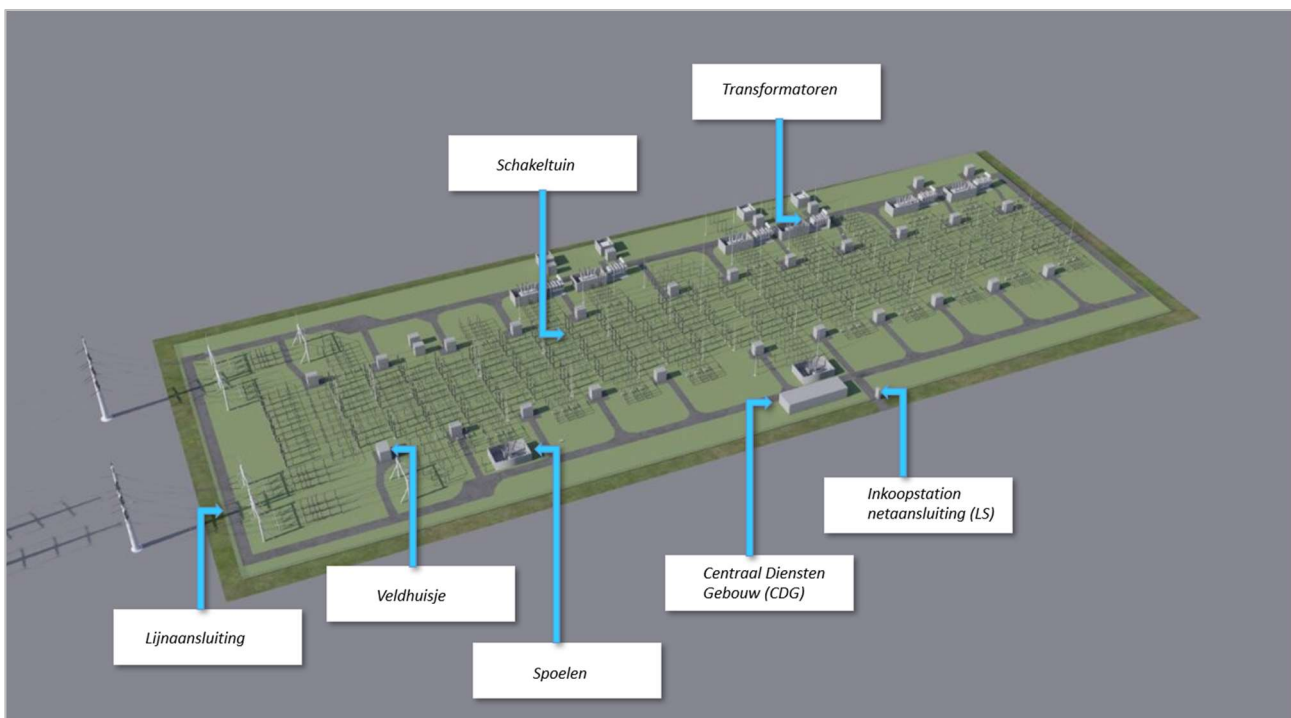 Transformatoren
Schakeltuin
Inkoopstation
netaansluiting (LS)
Centraal Diensten
Gebouw (CDG)
Veldhuisje
Lijnaansluiting
Spoelen